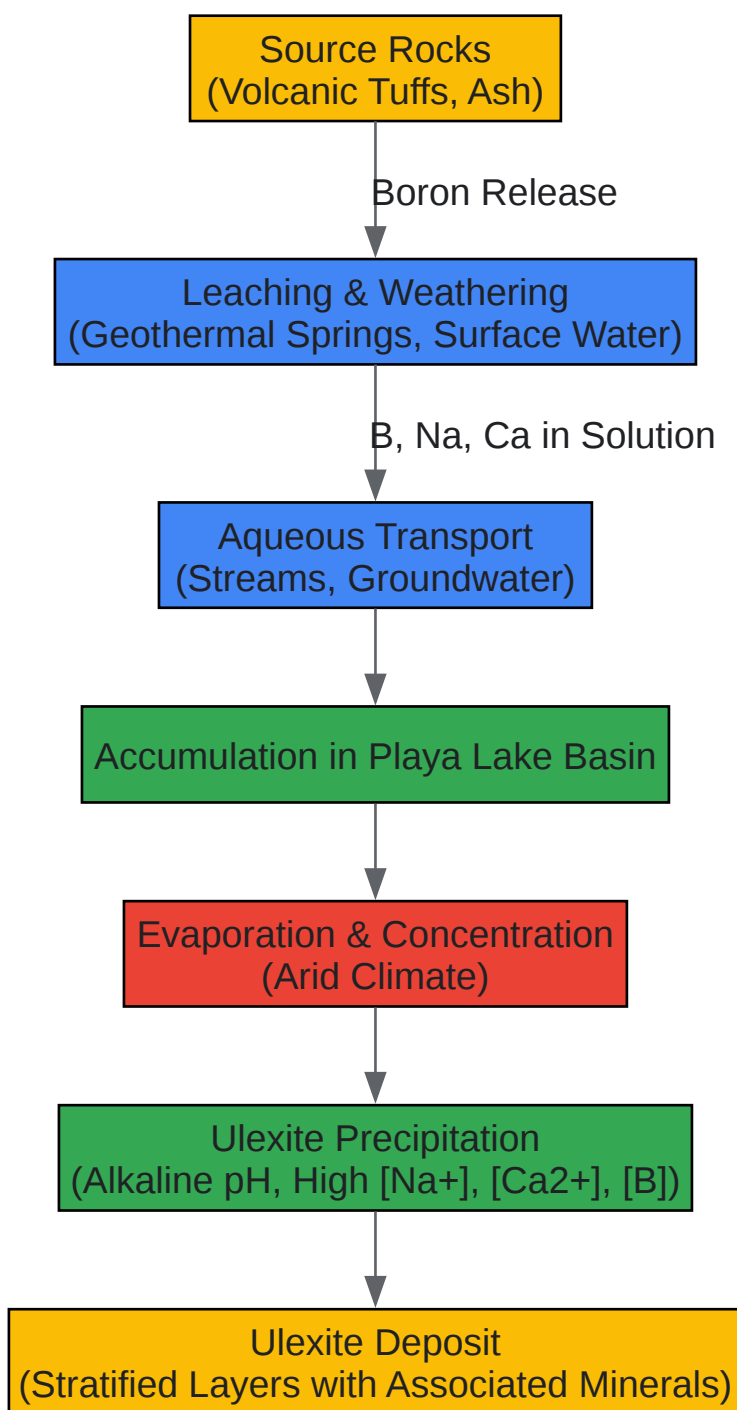 Source Rocks
(Volcanic Tuffs, Ash)
Boron Release
Leaching & Weathering
(Geothermal Springs, Surface Water)
B, Na, Ca in Solution
Aqueous Transport
(Streams, Groundwater)
Accumulation in Playa Lake Basin
Evaporation & Concentration
(Arid Climate)
Ulexite Precipitation
(Alkaline pH, High [Na+], [Ca2+], [B])
Ulexite Deposit
(Stratified Layers with Associated Minerals)